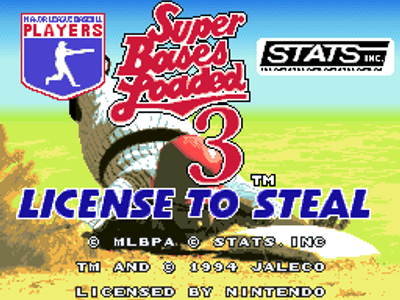 MAJOR LEAGUE BASEBALL
PLAYERS
Super
Bases
Loaded
3
TM
STATS INC.
LICENSE TO STEAL
© MLBPA © STATS, INC
TM AND © 1994 JALECO
LICENSED BY NINTENDO